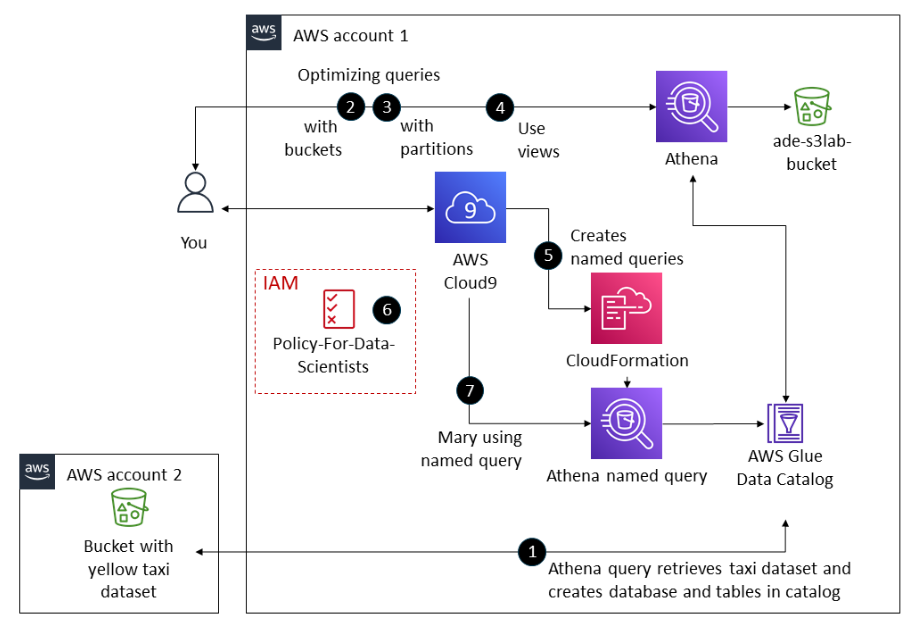 aws
AWS account 1
Optimizing queries
2
3
4
with
buckets
with
partitions
Use
views
Athena
ade-s3lab-
bucket
You
9
AWS
Cloud9
5
Creates
named queries
IAM
6
Policy-For-Data-
Scientists
CloudFormation
7
Mary using
named query
Athena named query
AWS Glue
Data Catalog
aws
AWS account 2
Bucket with
yellow taxi
dataset
1
Athena query retrieves taxi dataset and
creates database and tables in catalog